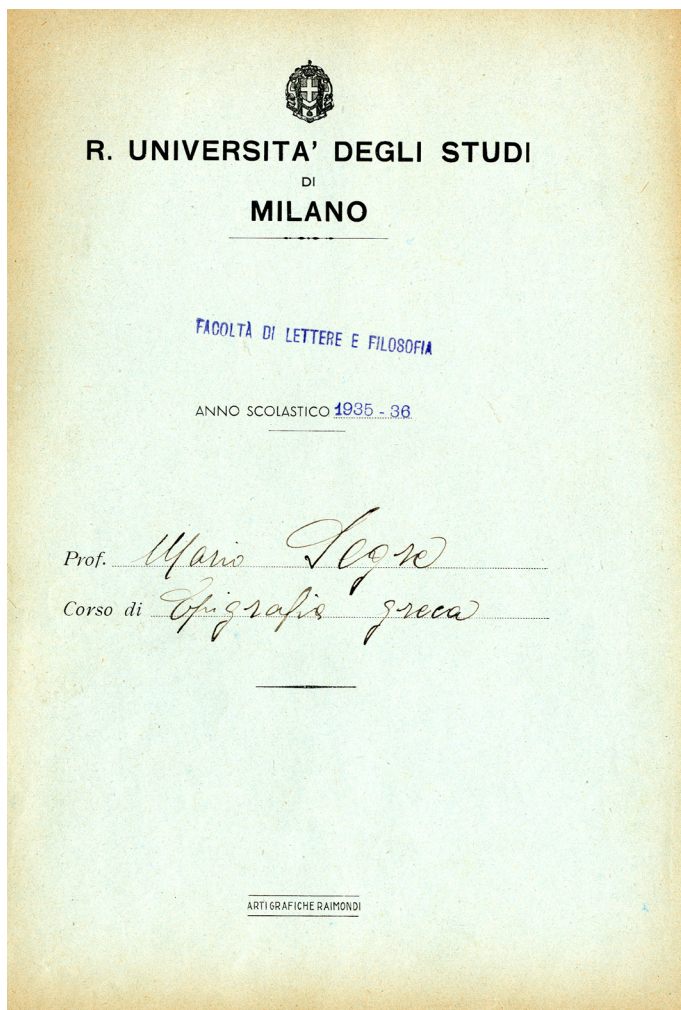 R. UNIVERSITA' DEGLI STUDI
DI
MILANO
FACOLTÀ DI LETTERE E FILOSOFIA
ANNO SCOLASTICO 1935 - 36
Prof. Mario Segre
Corso di Epigrafia greca
ARTI GRAFICHE RAIMONDI